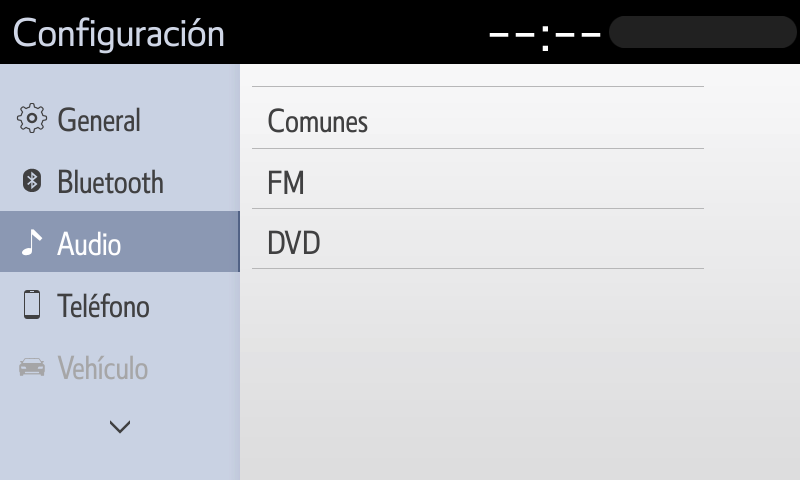 Configuración
--:--
General
Bluetooth
Audio
Teléfono
Vehículo
Comunes
FM
DVD